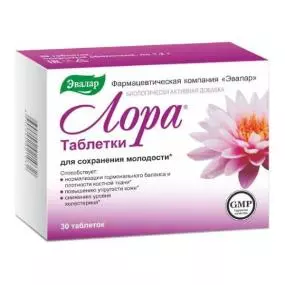 Эвалар
Фармацевтическая компания «Эвалар»
БИОЛОГИЧЕСКИ АКТИВНАЯ ДОБАВКА
Лора®
Таблетки
для сохранения молодости*
Способствует:
• нормализации гормонального баланса и
плотности костной ткани*
• повышению упругости кожи*
• снижению уровня
холестерина*
30 таблеток
GMP